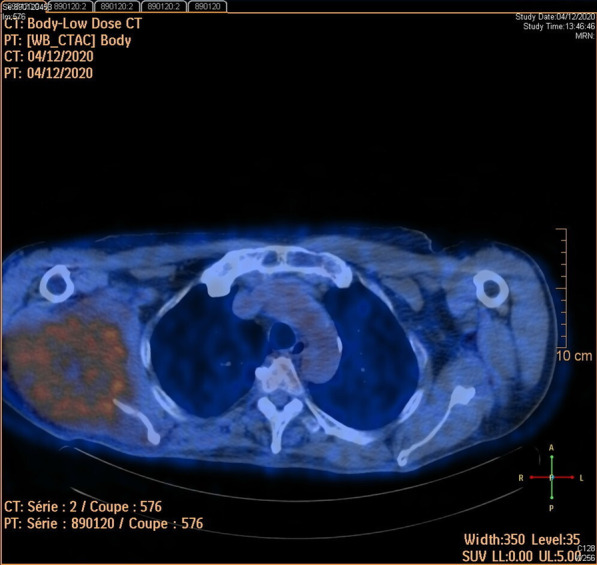 890120:2
890120:2
890120:2
890120
Im:576
CT: Body-Low Dose CT
PT: [WB_CTAC] Body
CT: 04/12/2020
PT: 04/12/2020
Study Date:04/12/2020
Study Time:13:46:46
MRN:
10 cm
A
R
L
P
CT: Série : 2 / Coupe : 576
PT: Série : 890120 / Coupe : 576
Width:350 Level:35
SUV LL:0.00 UL:5.00
C128